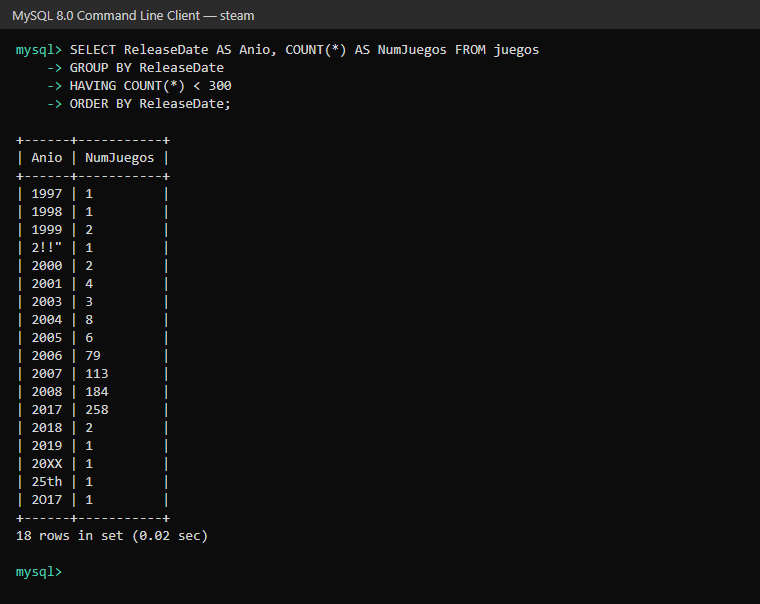 MySQL 8.0 Command Line Client — steam
mysql> SELECT ReleaseDate AS Anio, COUNT(*) AS NumJuegos FROM juegos
    -> GROUP BY ReleaseDate
    -> HAVING COUNT(*) < 300
    -> ORDER BY ReleaseDate;
+------+-----------+
| Anio | NumJuegos |
+------+-----------+
| 1997 | 1         |
| 1998 | 1         |
| 1999 | 2         |
| 2!!" | 1         |
| 2000 | 2         |
| 2001 | 4         |
| 2003 | 3         |
| 2004 | 8         |
| 2005 | 6         |
| 2006 | 79        |
| 2007 | 113       |
| 2008 | 184       |
| 2017 | 258       |
| 2018 | 2         |
| 2019 | 1         |
| 20XX | 1         |
| 25th | 1         |
| 2O17 | 1         |
+------+-----------+
18 rows in set (0.02 sec)
mysql>